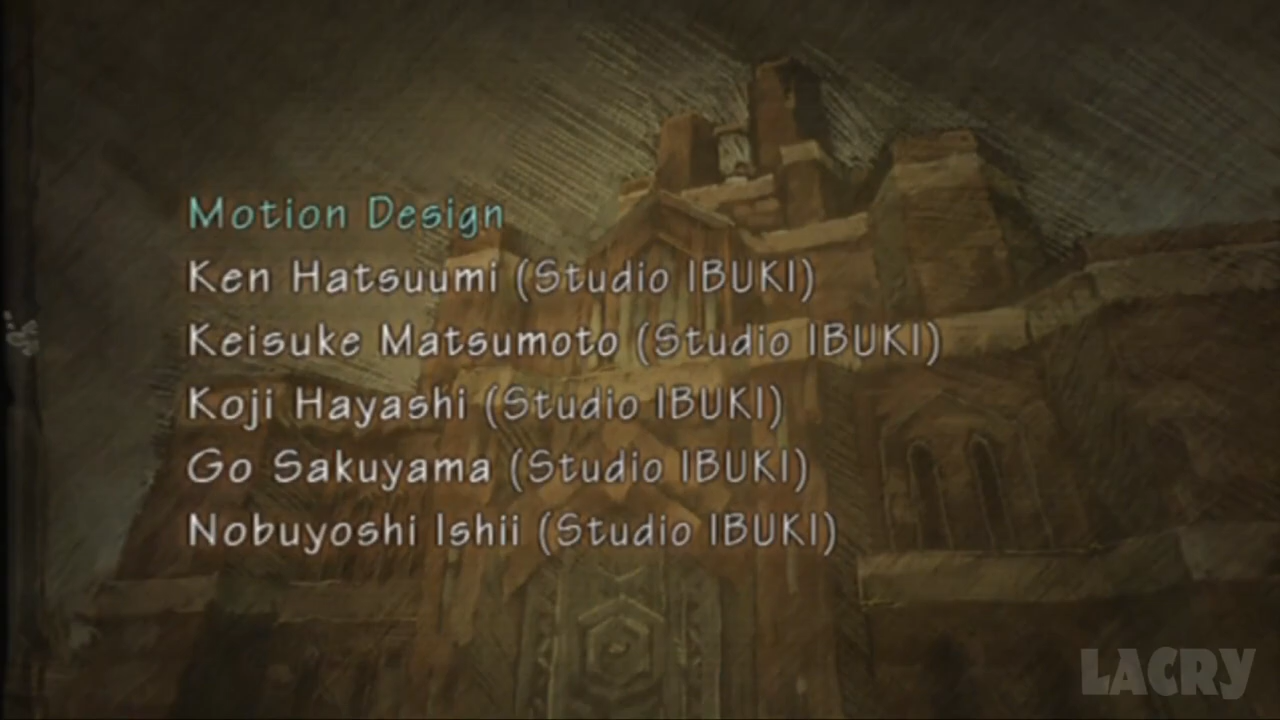 Motion Design
Ken Hatsuumi (Studio IBUKI)
Keisuke Matsumoto (Studio IBUKI)
Koji Hayashi (Studio IBUKI)
Go Sakuyama (Studio IBUKI)
Nobuyoshi Ishii (Studio IBUKI)
LACRY